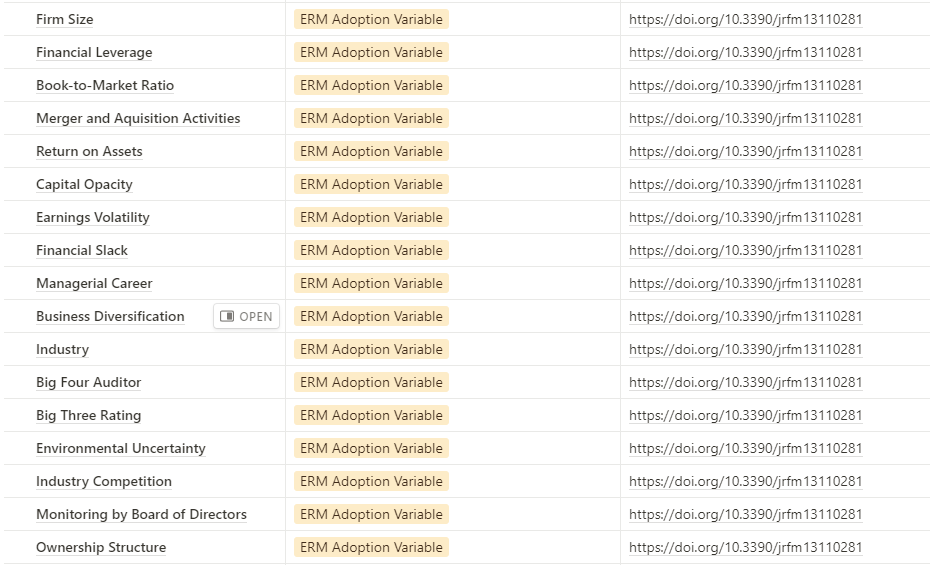 Firm Size ERM Adoption Variable https://doi.org/10.3390/jrfm13110281
Financial Leverage ERM Adoption Variable https://doi.org/10.3390/jrfm13110281
Book-to-Market Ratio ERM Adoption Variable https://doi.org/10.3390/jrfm13110281
Merger and Aquisition Activities ERM Adoption Variable https://doi.org/10.3390/jrfm13110281
Return on Assets ERM Adoption Variable https://doi.org/10.3390/jrfm13110281
Capital Opacity ERM Adoption Variable https://doi.org/10.3390/jrfm13110281
Earnings Volatility ERM Adoption Variable https://doi.org/10.3390/jrfm13110281
Financial Slack ERM Adoption Variable https://doi.org/10.3390/jrfm13110281
Managerial Career ERM Adoption Variable https://doi.org/10.3390/jrfm13110281
Business Diversification OPEN ERM Adoption Variable https://doi.org/10.3390/jrfm13110281
Industry ERM Adoption Variable https://doi.org/10.3390/jrfm13110281
Big Four Auditor ERM Adoption Variable https://doi.org/10.3390/jrfm13110281
Big Three Rating ERM Adoption Variable https://doi.org/10.3390/jrfm13110281
Environmental Uncertainty ERM Adoption Variable https://doi.org/10.3390/jrfm13110281
Industry Competition ERM Adoption Variable https://doi.org/10.3390/jrfm13110281
Monitoring by Board of Directors ERM Adoption Variable https://doi.org/10.3390/jrfm13110281
Ownership Structure ERM Adoption Variable https://doi.org/10.3390/jrfm13110281